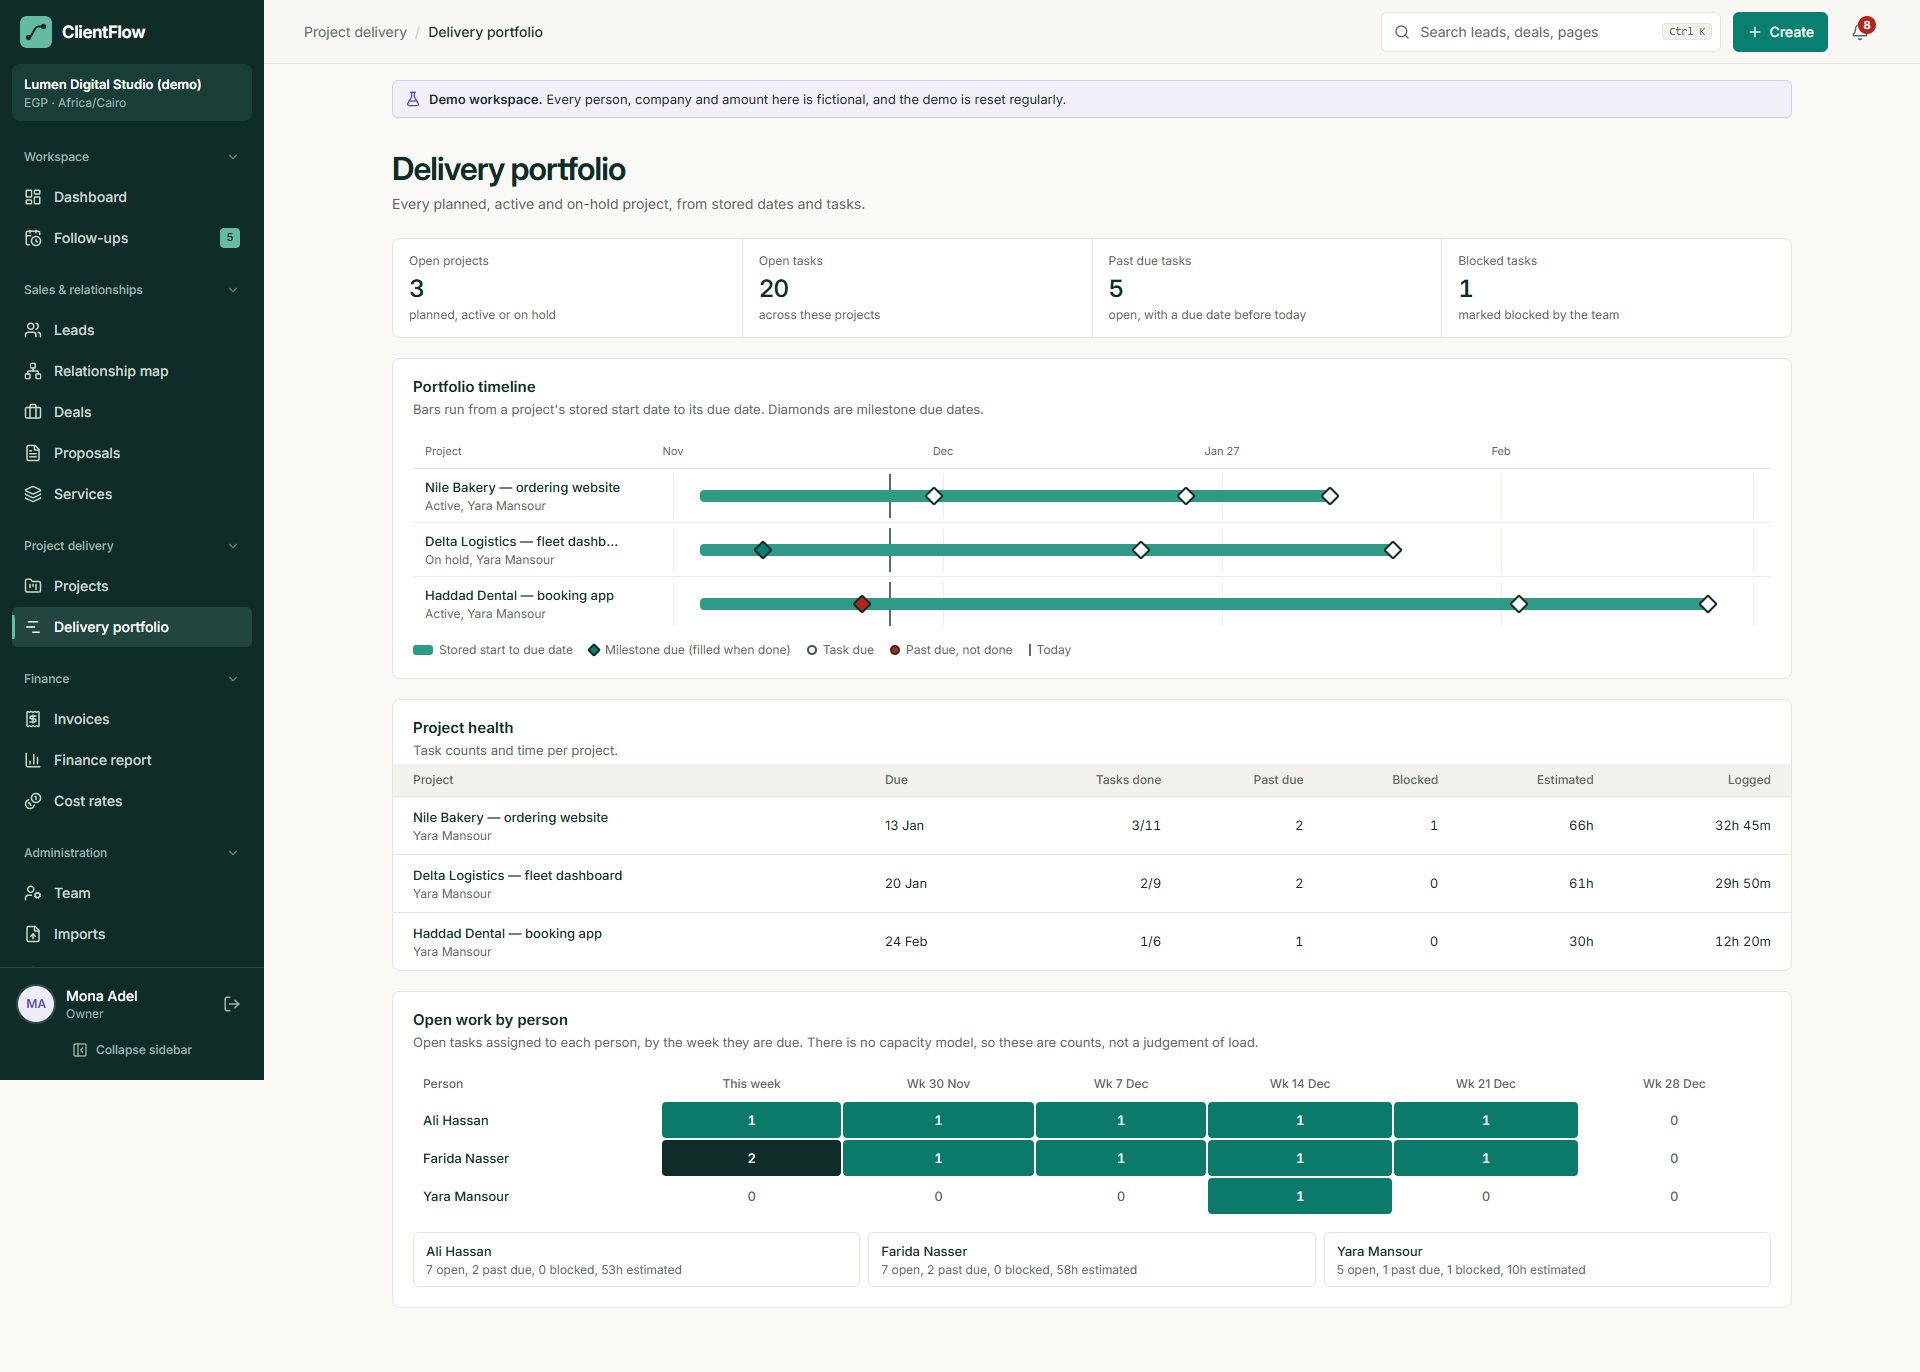 ClientFlow
Lumen Digital Studio (demo)
EGP · Africa/Cairo
Workspace
Dashboard
Follow-ups 5
Sales & relationships
Leads
Relationship map
Deals
Proposals
Services
Project delivery
Projects
Delivery portfolio
Finance
Invoices
Finance report
Cost rates
Administration
Team
Imports
MA
Mona Adel
Owner
Collapse sidebar
Project delivery / Delivery portfolio
Search leads, deals, pages Ctrl K
+ Create
8
Demo workspace. Every person, company and amount here is fictional, and the demo is reset regularly.
Delivery portfolio
Every planned, active and on-hold project, from stored dates and tasks.
Open projects
3
planned, active or on hold
Open tasks
20
across these projects
Past due tasks
5
open, with a due date before today
Blocked tasks
1
marked blocked by the team
Portfolio timeline
Bars run from a project's stored start date to its due date. Diamonds are milestone due dates.
Project Nov Dec Jan 27 Feb
Nile Bakery — ordering website
Active, Yara Mansour
Delta Logistics — fleet dashb...
On hold, Yara Mansour
Haddad Dental — booking app
Active, Yara Mansour
Stored start to due date Milestone due (filled when done) Task due Past due, not done Today
Project health
Task counts and time per project.
Project Due Tasks done Past due Blocked Estimated Logged
Nile Bakery — ordering website
Yara Mansour
13 Jan 3/11 2 1 66h 32h 45m
Delta Logistics — fleet dashboard
Yara Mansour
20 Jan 2/9 2 0 61h 29h 50m
Haddad Dental — booking app
Yara Mansour
24 Feb 1/6 1 0 30h 12h 20m
Open work by person
Open tasks assigned to each person, by the week they are due. There is no capacity model, so these are counts, not a judgement of load.
Person This week Wk 30 Nov Wk 7 Dec Wk 14 Dec Wk 21 Dec Wk 28 Dec
Ali Hassan 1 1 1 1 1 0
Farida Nasser 2 1 1 1 1 0
Yara Mansour 0 0 0 1 0 0
Ali Hassan
7 open, 2 past due, 0 blocked, 53h estimated
Farida Nasser
7 open, 2 past due, 0 blocked, 58h estimated
Yara Mansour
5 open, 1 past due, 1 blocked, 10h estimated